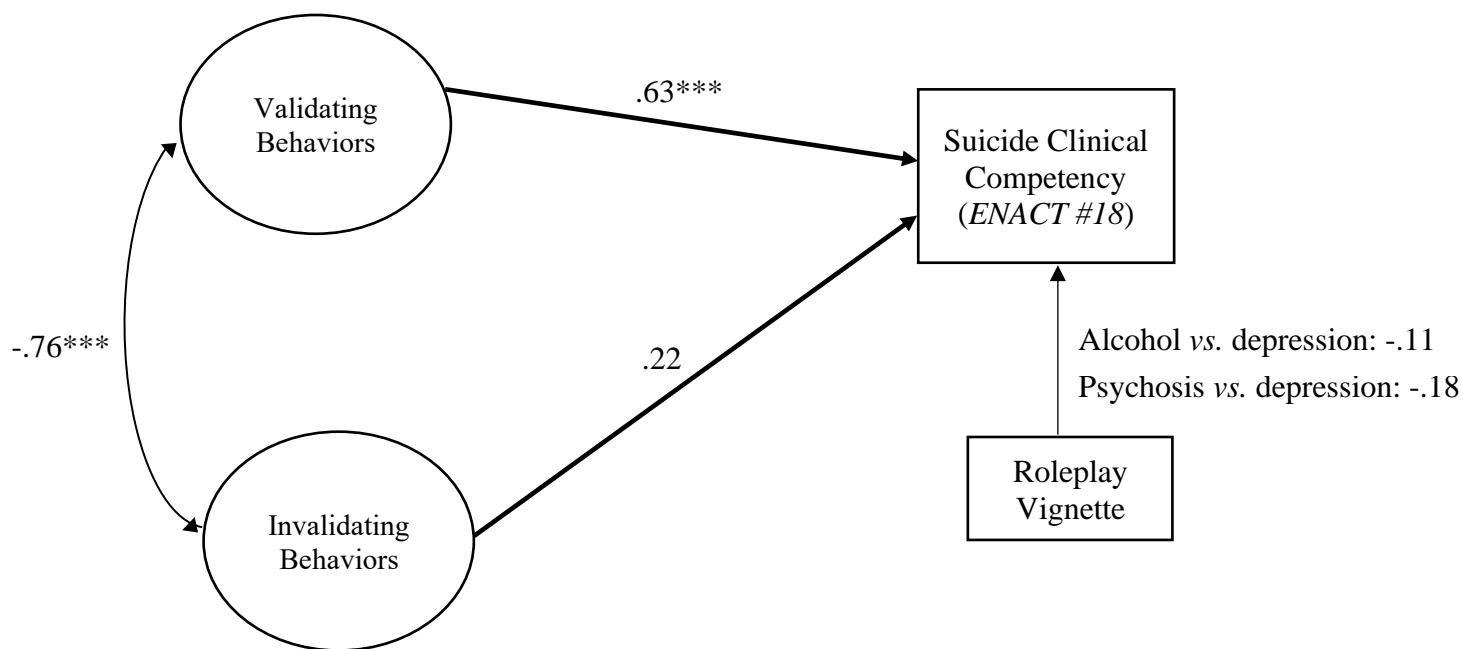 Validating
Behaviors
.63***
Suicide Clinical
Competency
(ENACT #18)
-.76***
.22
Alcohol vs. depression: -.11
Psychosis vs. depression: -.18
Roleplay
Vignette
Invalidating
Behaviors